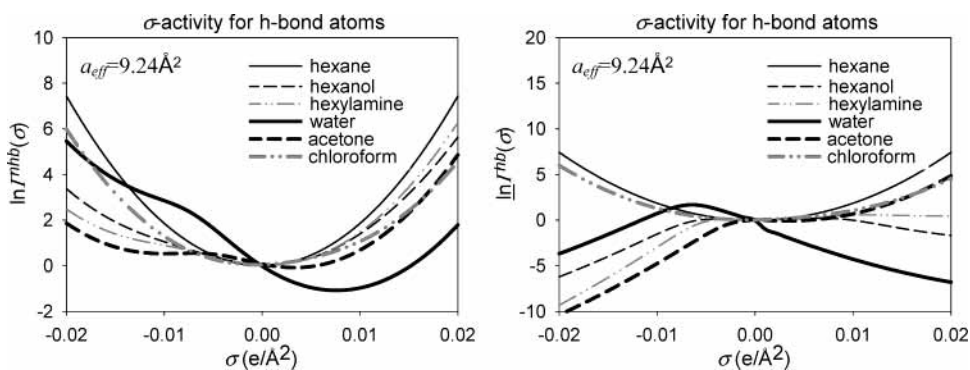 σ-activity for h-bond atoms
10
8
6
4
2
0
-2
ln Γⁿʰᵇ(σ)
a_eff=9.24Å²
hexane
hexanol
hexylamine
water
acetone
chloroform
-0.02 -0.01 0.00 0.01 0.02
σ (e/Å²)
σ-activity for h-bond atoms
20
15
10
5
0
-5
-10
ln Γʰᵇ(σ)
a_eff=9.24Å²
hexane
hexanol
hexylamine
water
acetone
chloroform
-0.02 -0.01 0.00 0.01 0.02
σ (e/Å²)